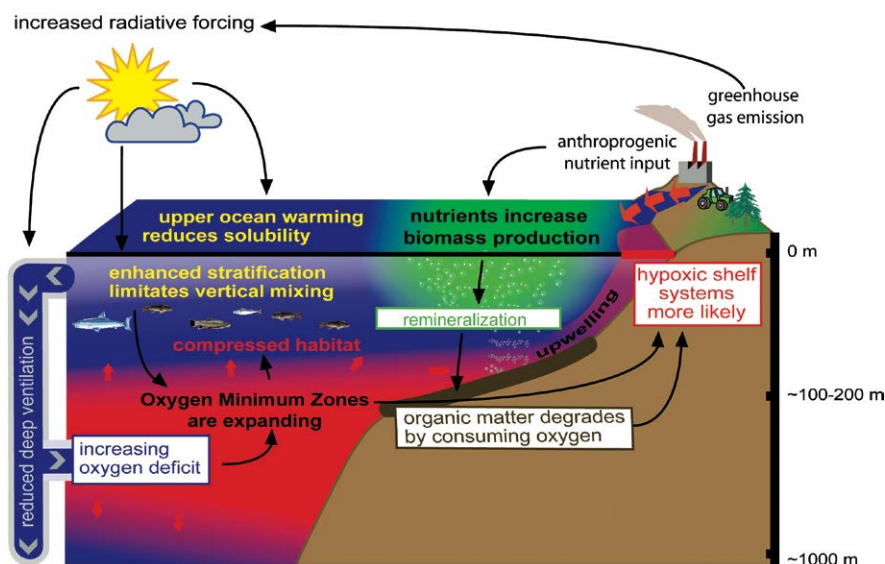 increased radiative forcing
greenhouse
gas emission
anthroprogenic
nutrient input
upper ocean warming
reduces solubility
nutrients increase
biomass production
0 m
enhanced stratification
limitates vertical mixing
hypoxic shelf
systems
more likely
remineralization
upwelling
compressed habitat
Oxygen Minimum Zones
are expanding
~100-200 m
organic matter degrades
by consuming oxygen
increasing
oxygen deficit
reduced deep ventilation
~1000 m